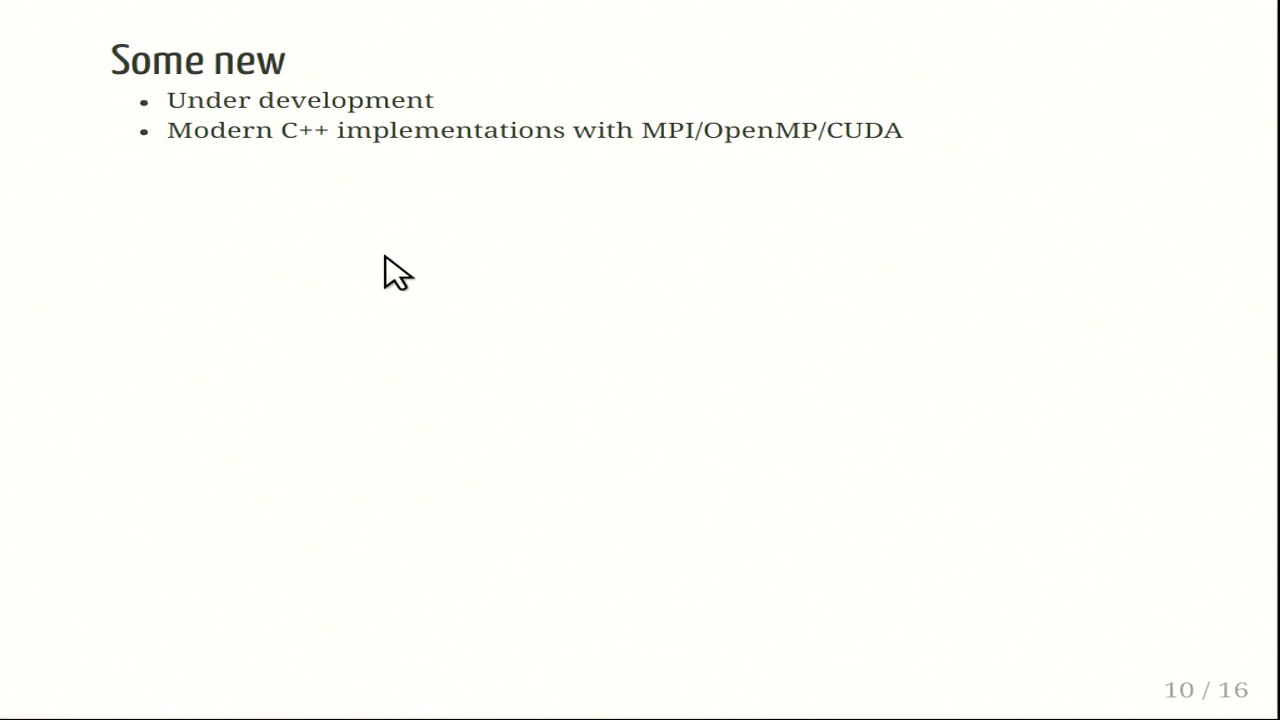 Some new
• Under development
• Modern C++ implementations with MPI/OpenMP/CUDA
10 / 16